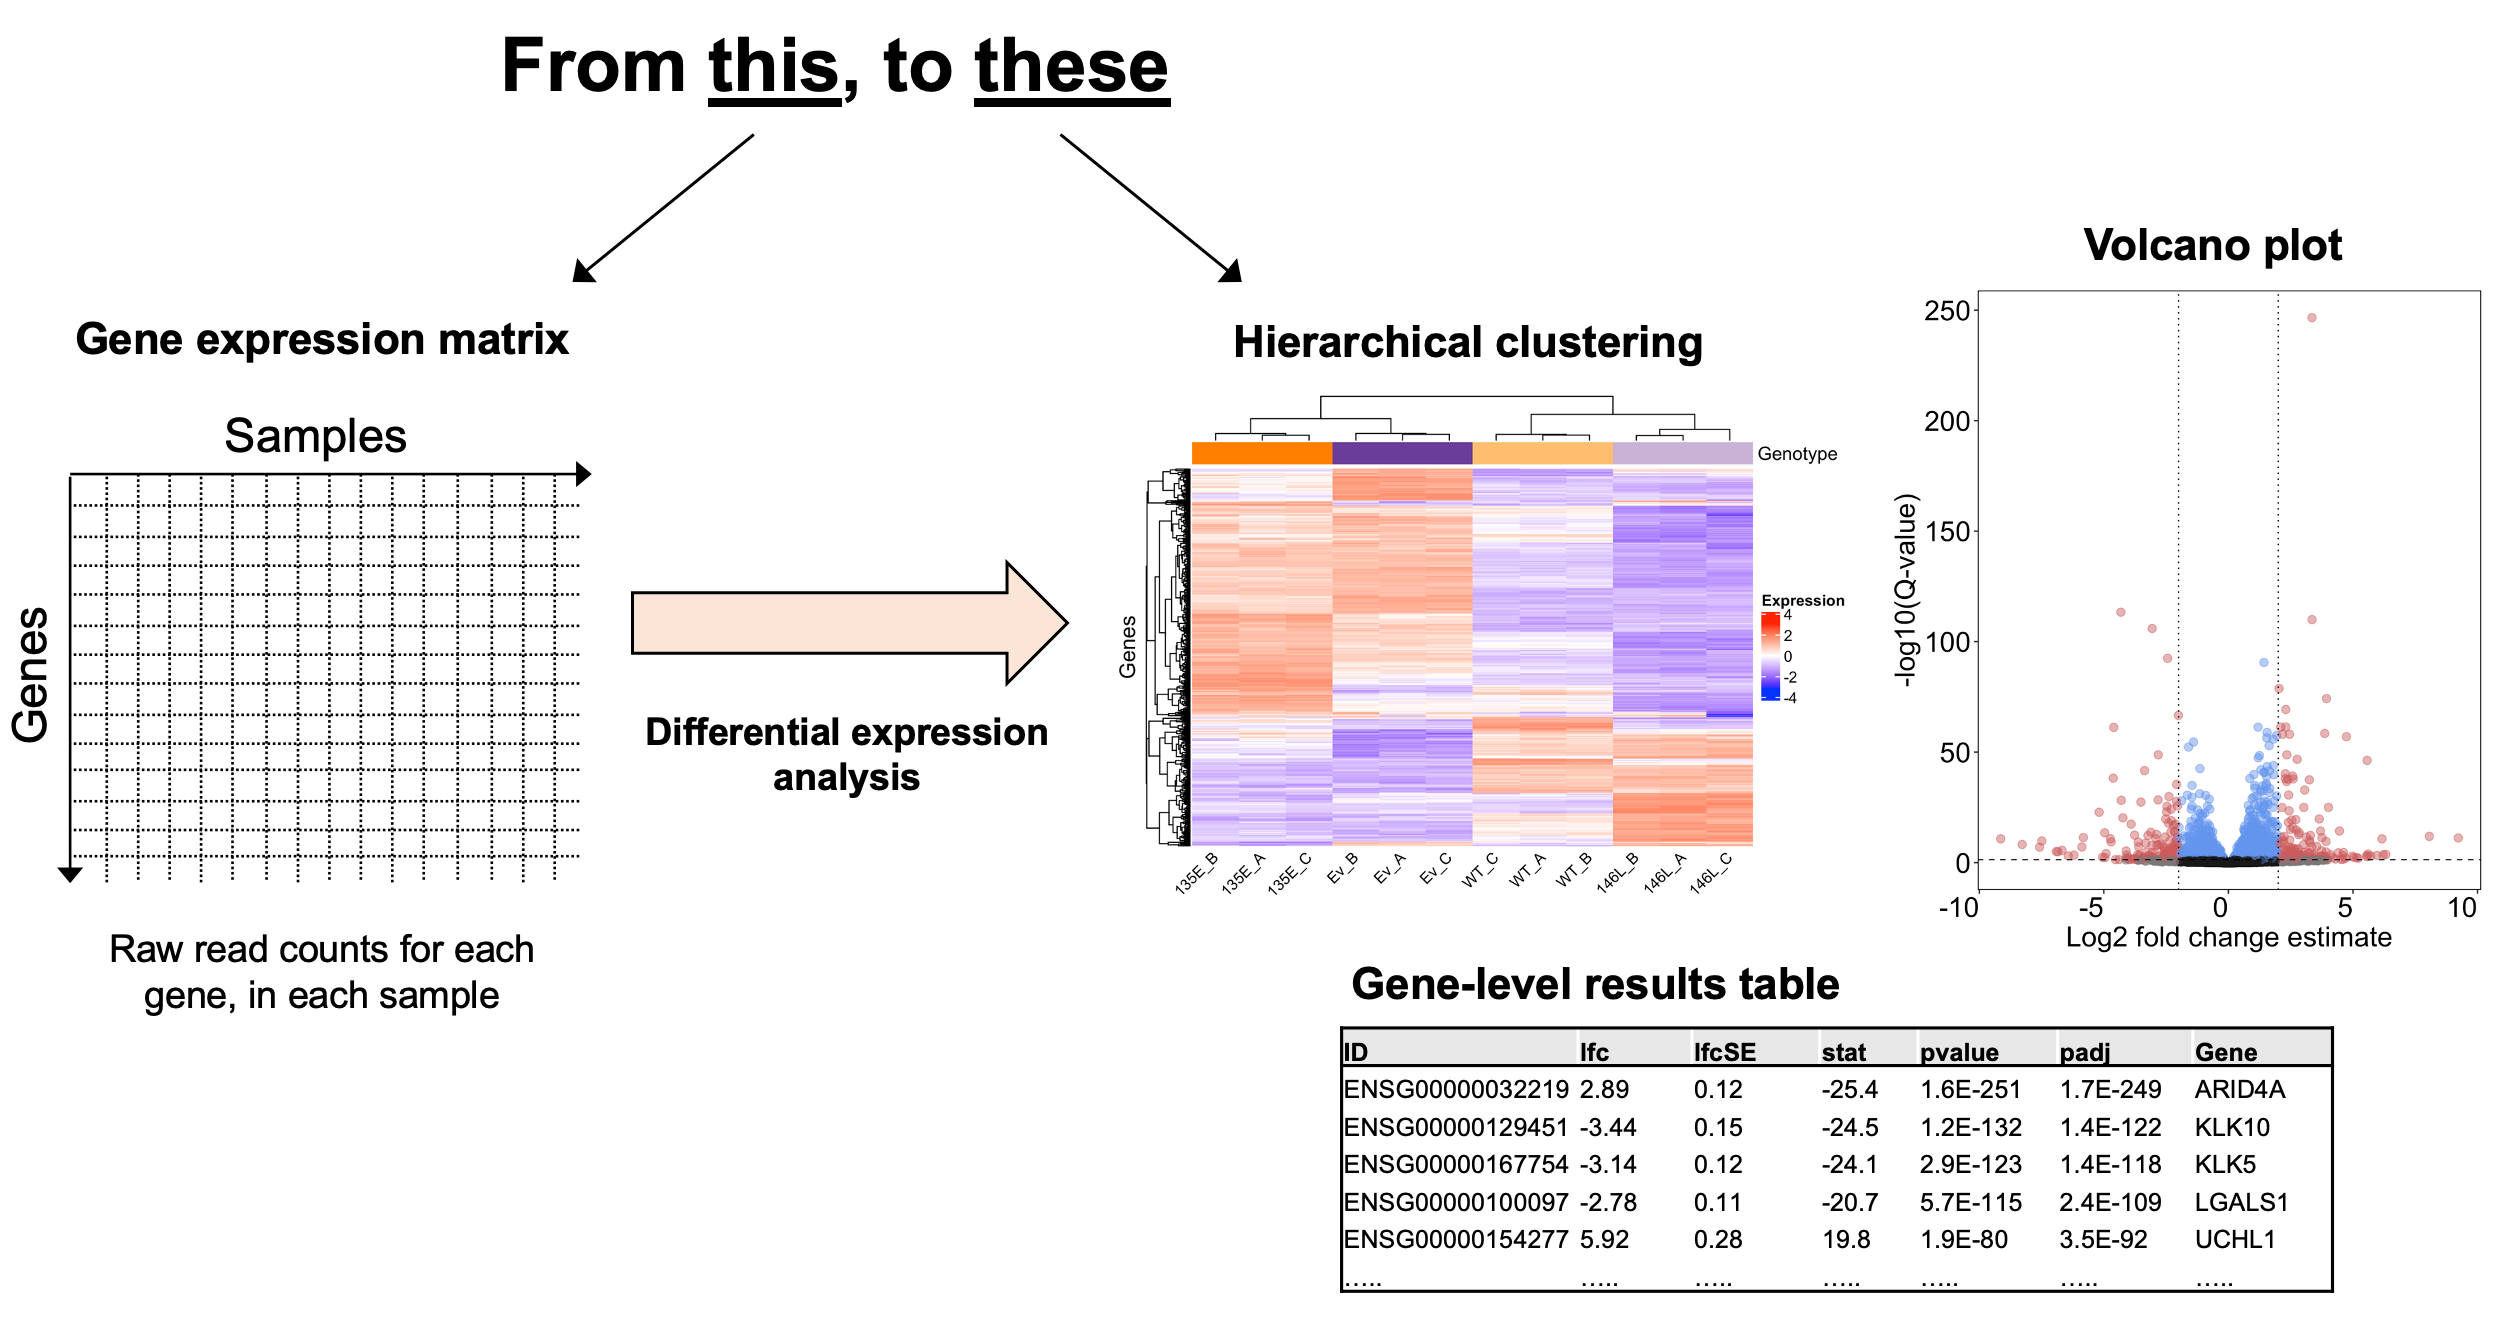 From this, to these
Gene expression matrix
Samples
Genes
Raw read counts for each
gene, in each sample
Differential expression
analysis
Hierarchical clustering
Genotype
Genes
Expression
4
2
0
-2
-4
135E_B 135E_A 135E_C Ev_B Ev_A Ev_C WT_C WT_A WT_B 146L_B 146L_A 146L_C
Volcano plot
-log10(Q-value)
250
200
150
100
50
0
-10 -5 0 5 10
Log2 fold change estimate
Gene-level results table
ID lfc lfcSE stat pvalue padj Gene
ENSG00000032219 2.89 0.12 -25.4 1.6E-251 1.7E-249 ARID4A
ENSG00000129451 -3.44 0.15 -24.5 1.2E-132 1.4E-122 KLK10
ENSG00000167754 -3.14 0.12 -24.1 2.9E-123 1.4E-118 KLK5
ENSG00000100097 -2.78 0.11 -20.7 5.7E-115 2.4E-109 LGALS1
ENSG00000154277 5.92 0.28 19.8 1.9E-80 3.5E-92 UCHL1
..... ..... ..... ..... ..... ..... .....